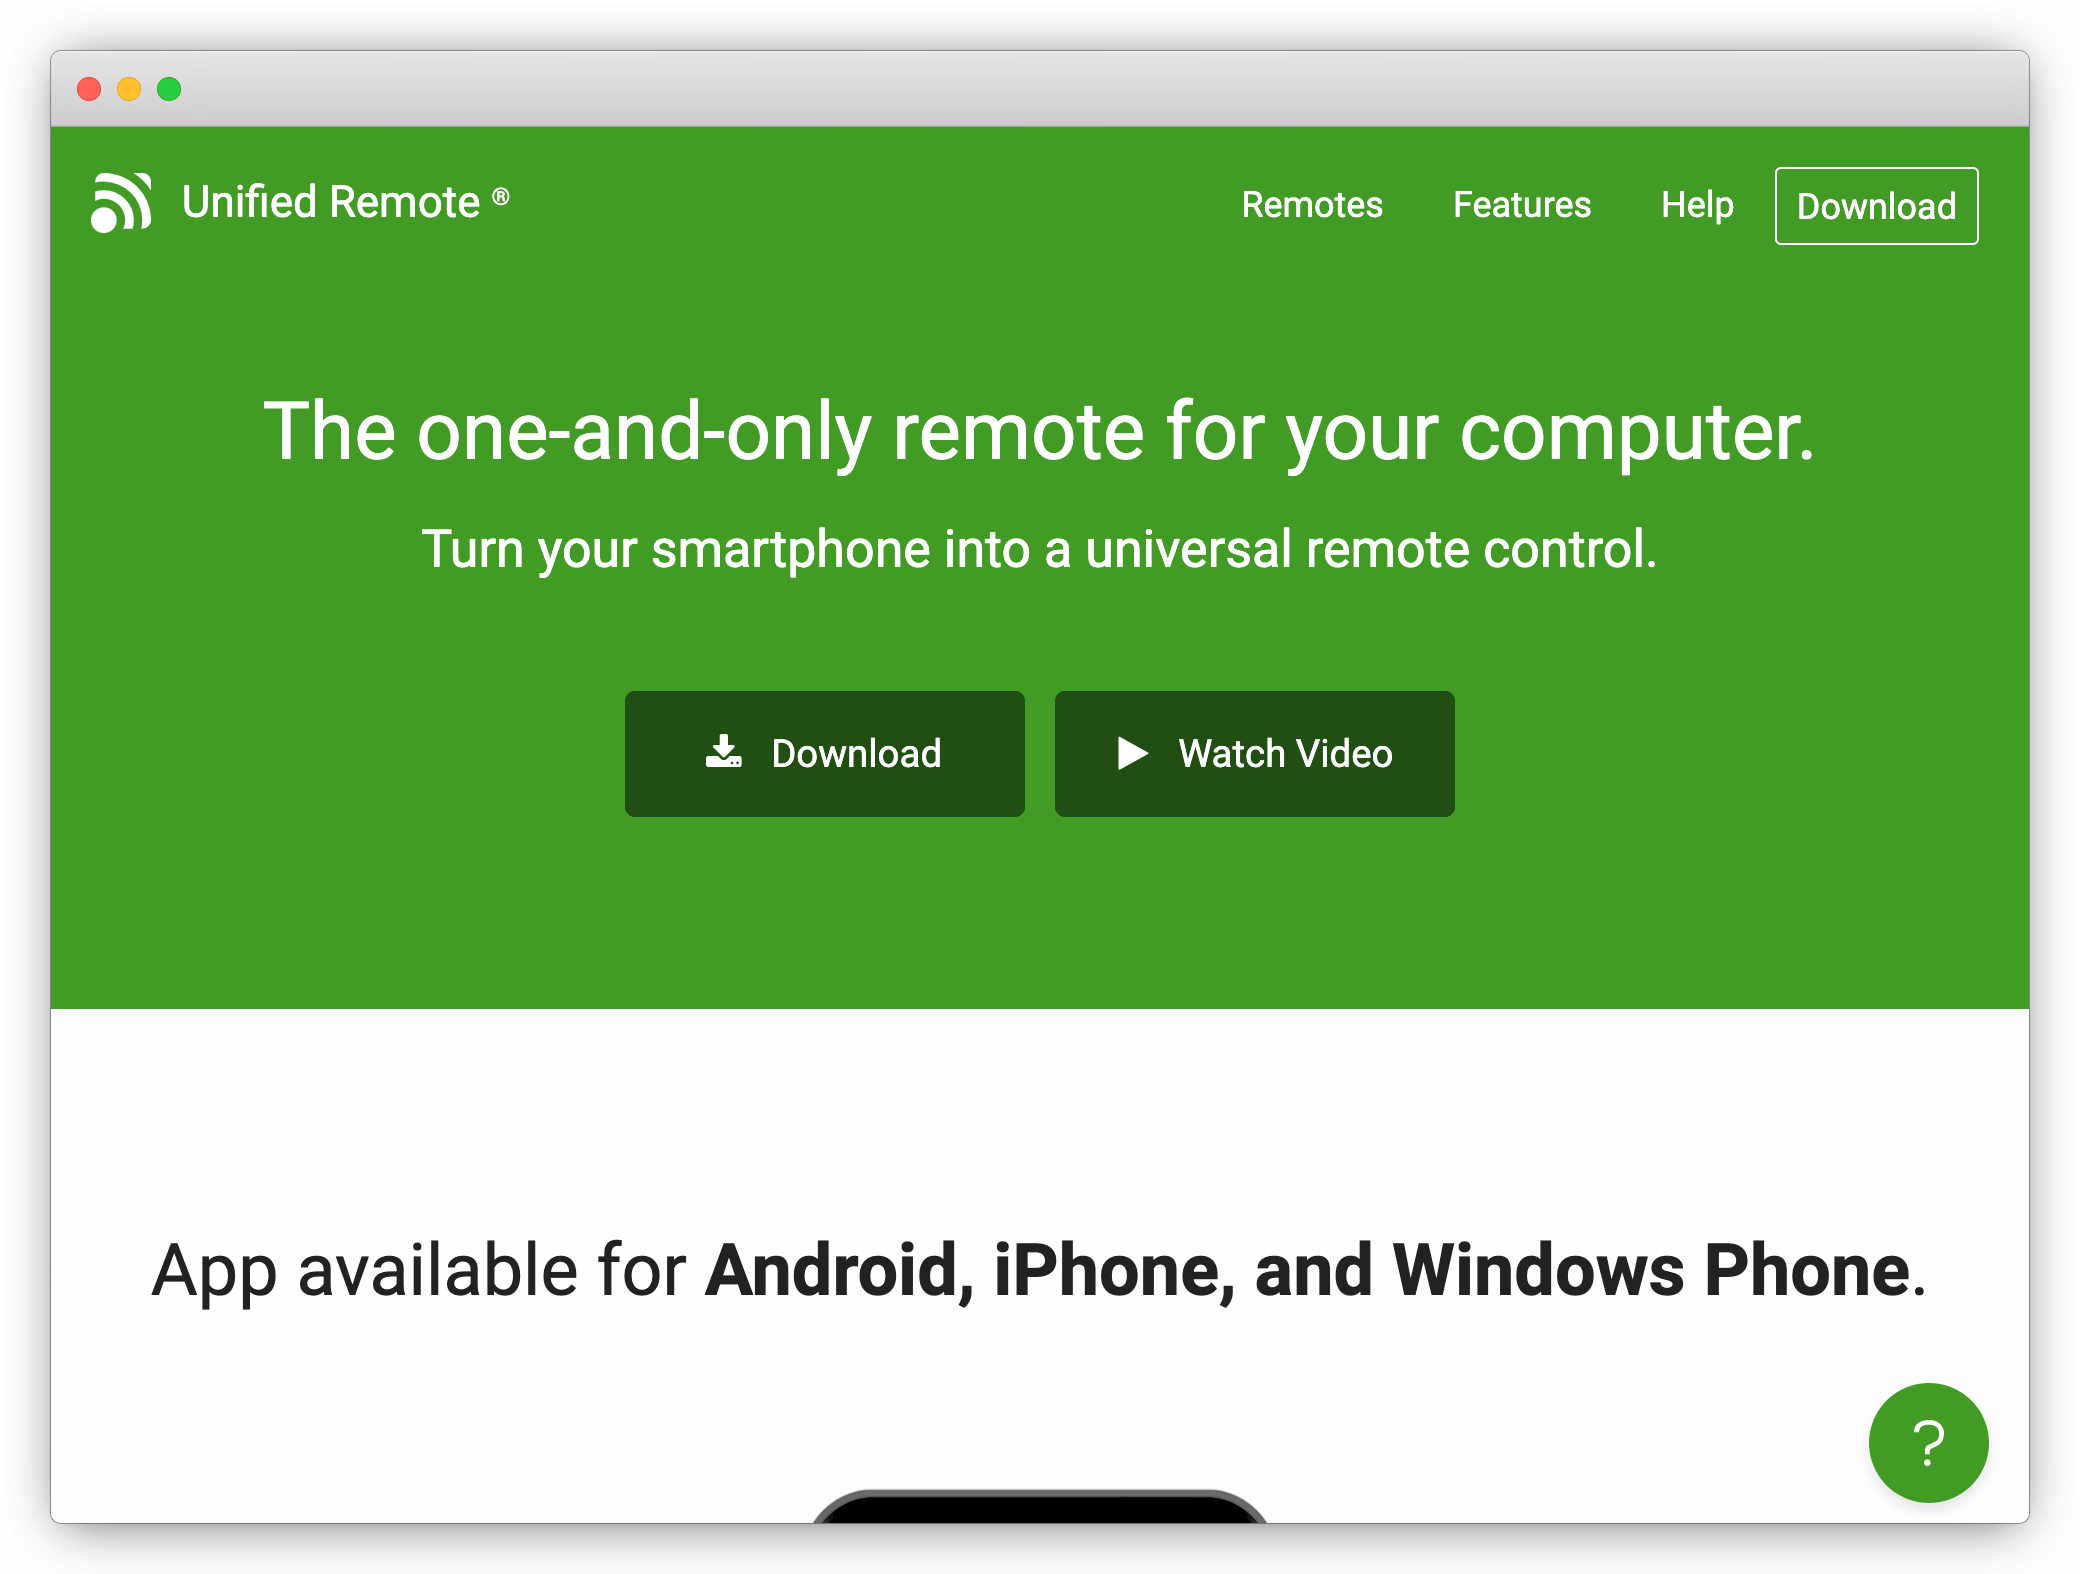 Unified Remote ®
Remotes
Features
Help
Download
The one-and-only remote for your computer.
Turn your smartphone into a universal remote control.
Download
Watch Video
App available for Android, iPhone, and Windows Phone.
?